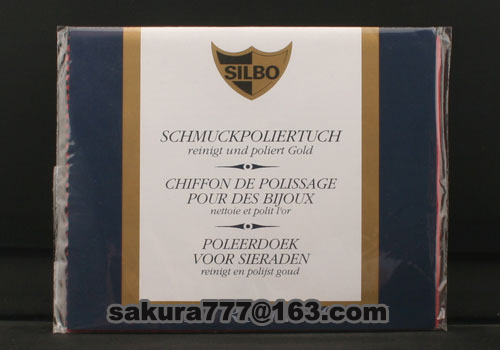 SILBO
SCHMUCKPOLIERTUCH
reinigt und poliert Gold
CHIFFON DE POLISSAGE
POUR DES BIJOUX
nettoie et polit l'or
POLEERDOEK
VOOR SIERADEN
reinigt en polijst goud
sakura777@163.com